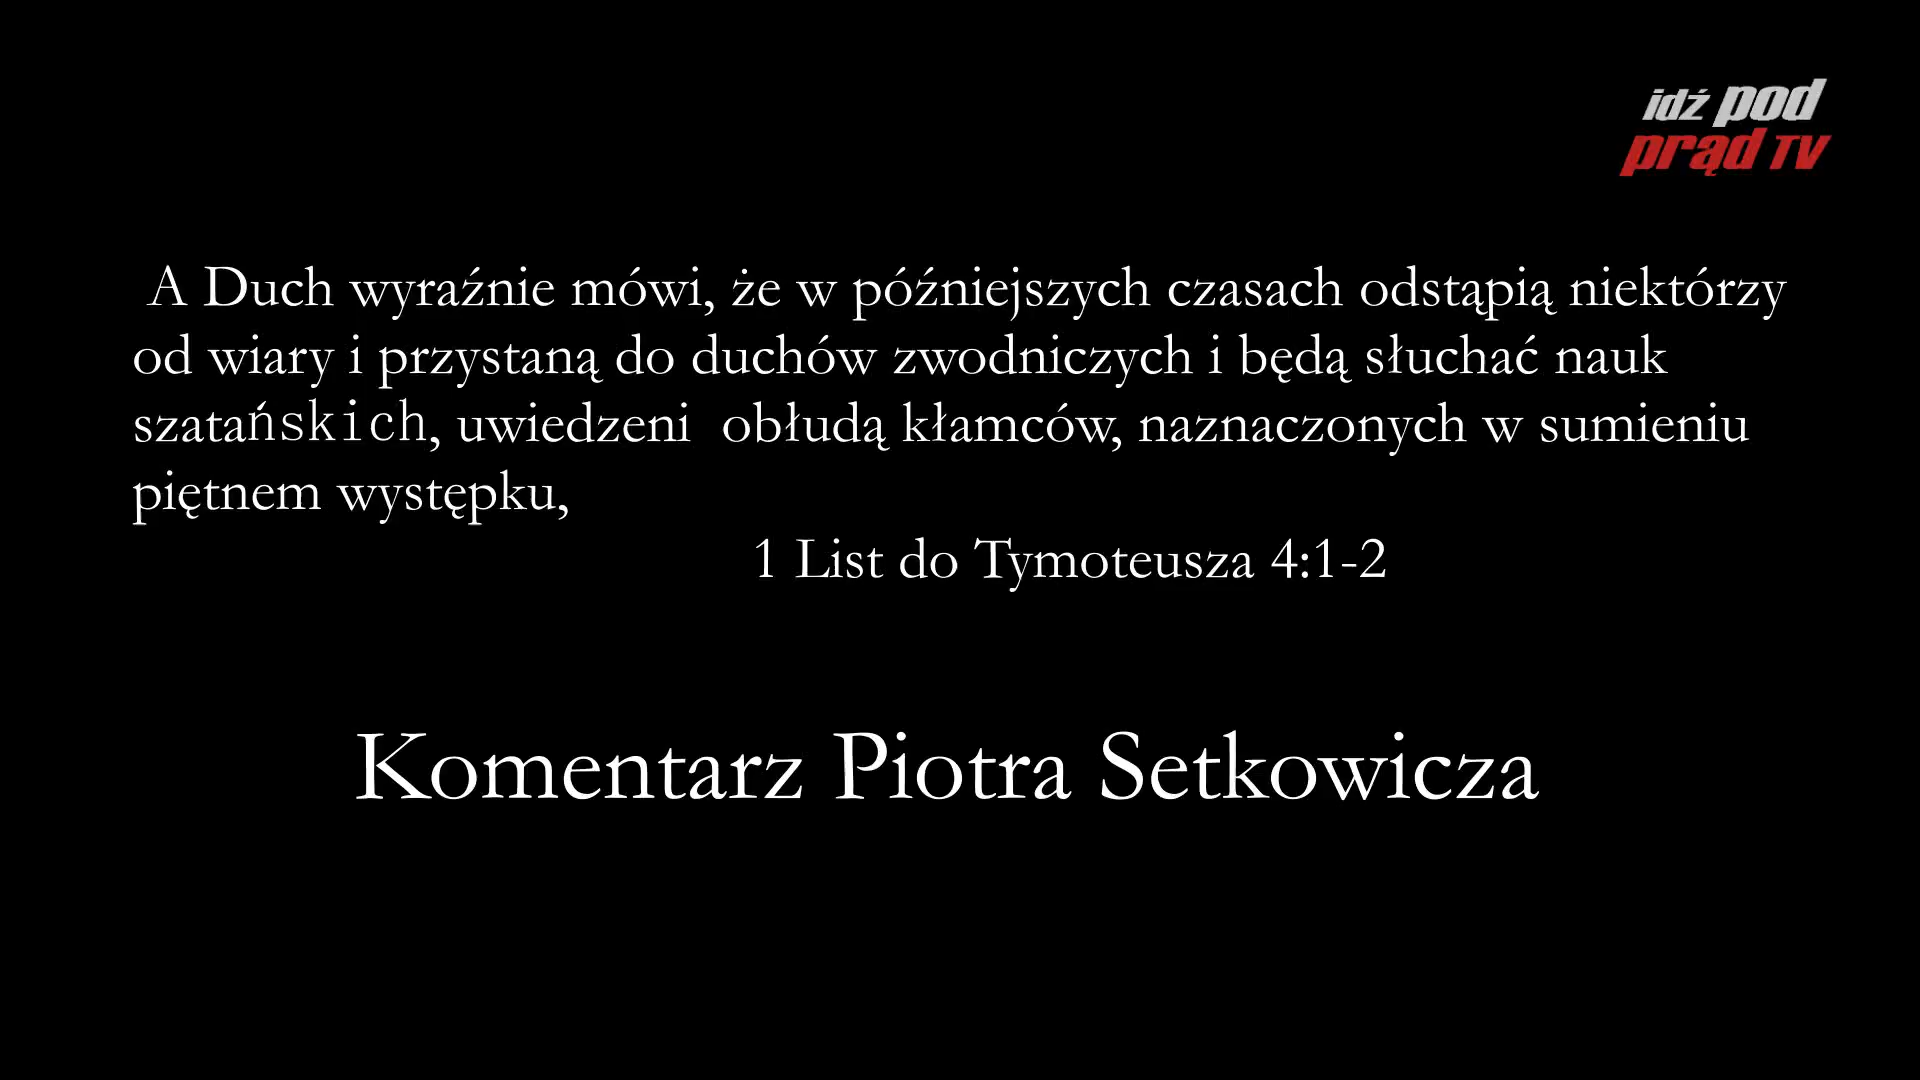 idź pod
prąd TV
A Duch wyraźnie mówi, że w późniejszych czasach odstąpią niektórzy
od wiary i przystaną do duchów zwodniczych i będą słuchać nauk
szatańskich, uwiedzeni obłudą kłamców, naznaczonych w sumieniu
piętnem występku,
1 List do Tymoteusza 4:1-2
Komentarz Piotra Setkowicza